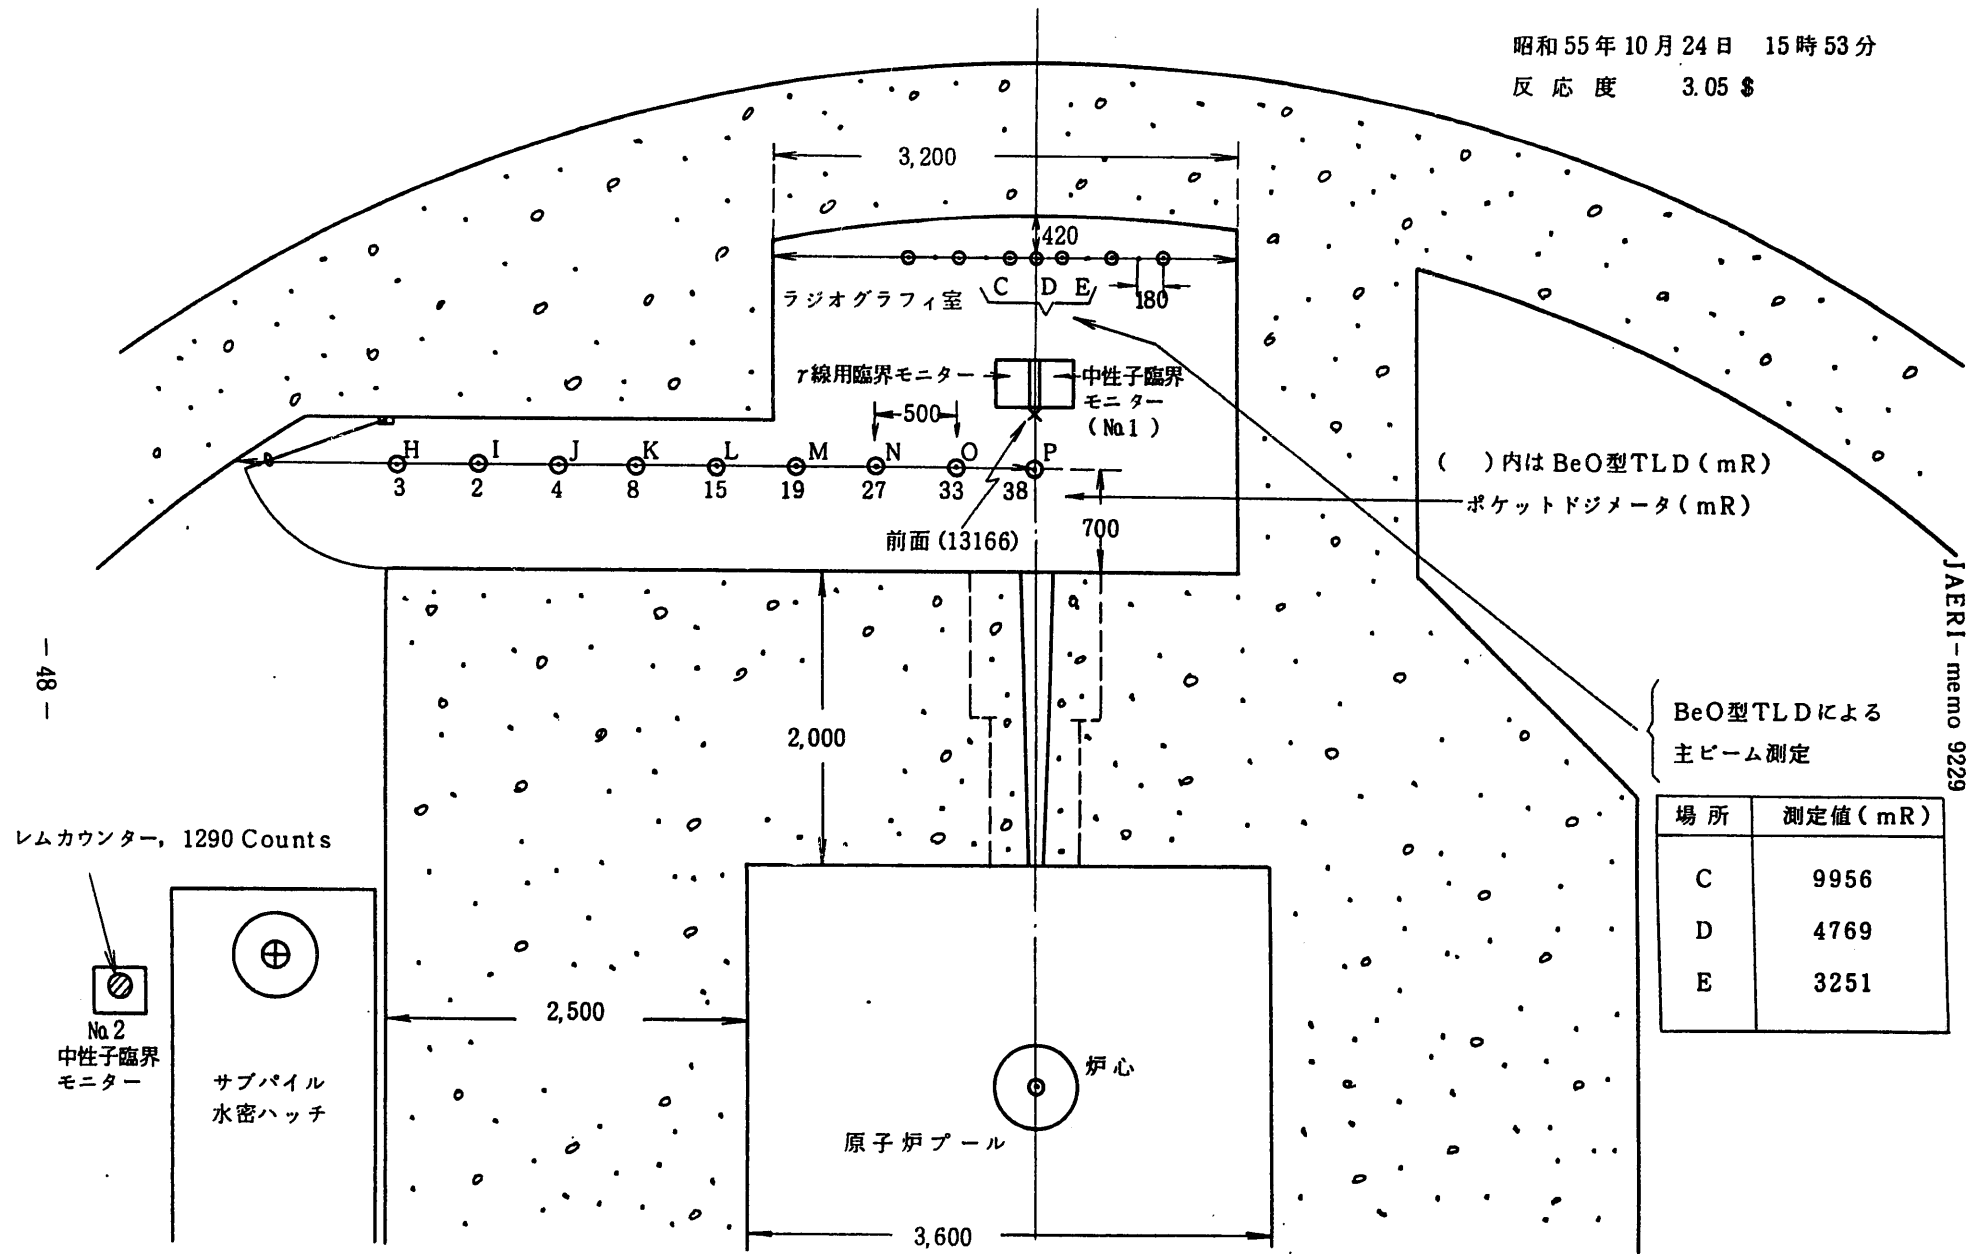 昭和55年10月24日 15時53分
反応度 3.05 $
3,200
420
C D E
180
ラジオグラフィ室
γ線用臨界モニター
中性子臨界
モニター
(No.1)
500
H I J K L M N O P
3 2 4 8 15 19 27 33 38
( )内はBeO型TLD(mR)
ポケットドジメータ(mR)
前面(13166)
700
JAERI-memo 9229
- 48 -
2,000
BeO型TLDによる
主ビーム測定
場所 測定値(mR)
C 9956
D 4769
E 3251
レムカウンター, 1290 Counts
No.2
中性子臨界
モニター
サブパイル
水密ハッチ
2,500
炉心
原子炉プール
3,600